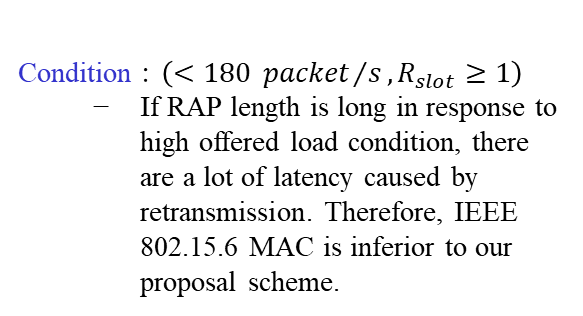 Condition : (< 180 packet/s , R_slot ≥ 1)
– If RAP length is long in response to
high offered load condition, there
are a lot of latency caused by
retransmission. Therefore, IEEE
802.15.6 MAC is inferior to our
proposal scheme.